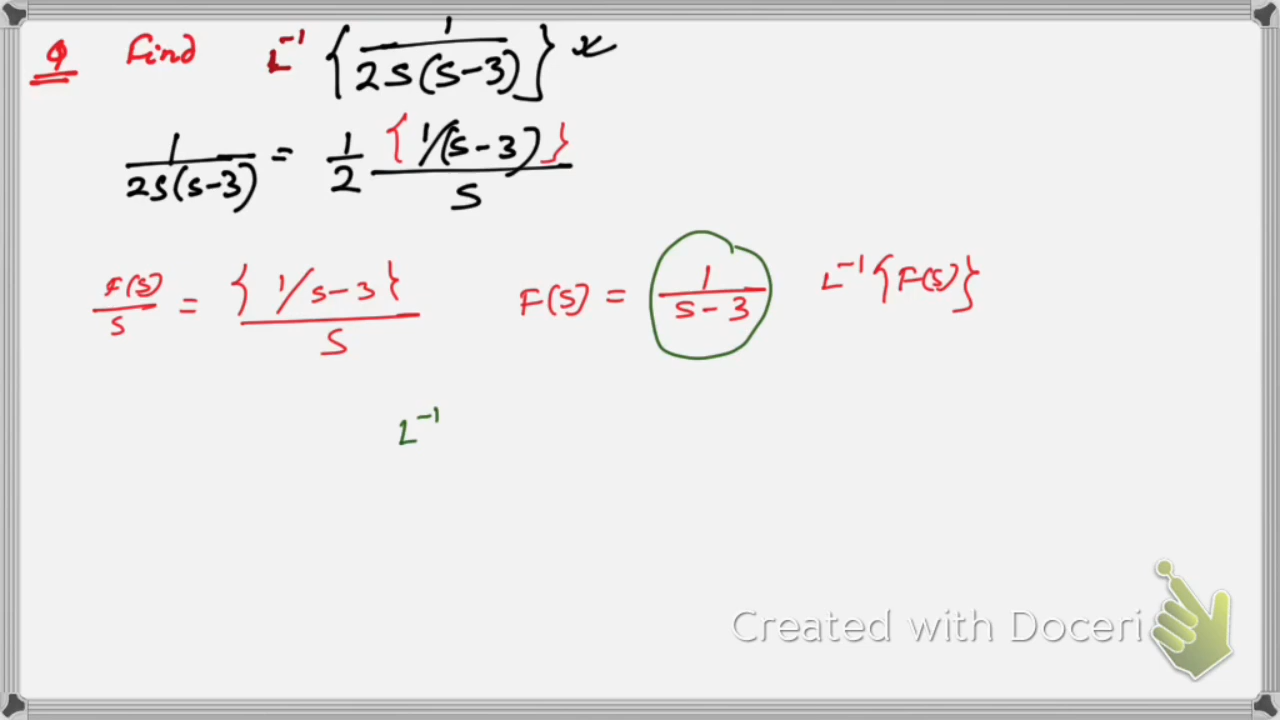 Q Find L⁻¹ { 1/2s(s-3) } x
1/2s(s-3) = 1/2 {1/(s-3)}/s
F(s)/s = {1/s-3}/s F(s) = 1/s-3 L⁻¹{F(s)}
L⁻¹
Created with Doceri